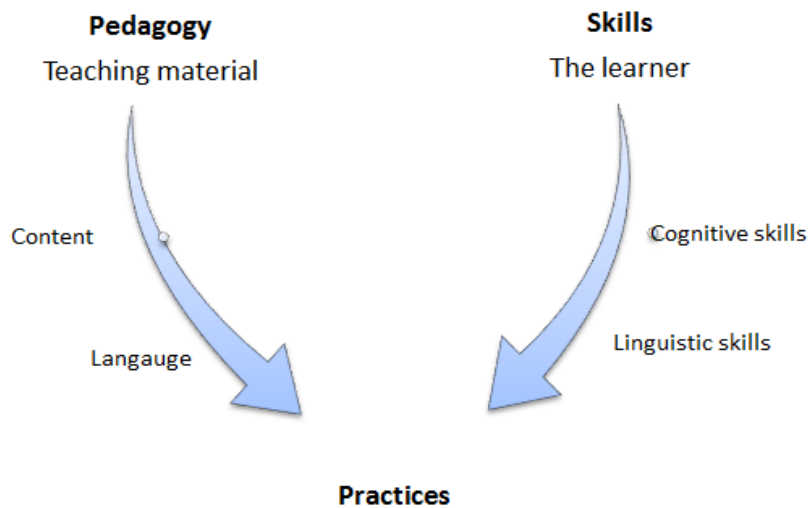 Pedagogy
Teaching material
Skills
The learner
Content
Cognitive skills
Langauge
Linguistic skills
Practices